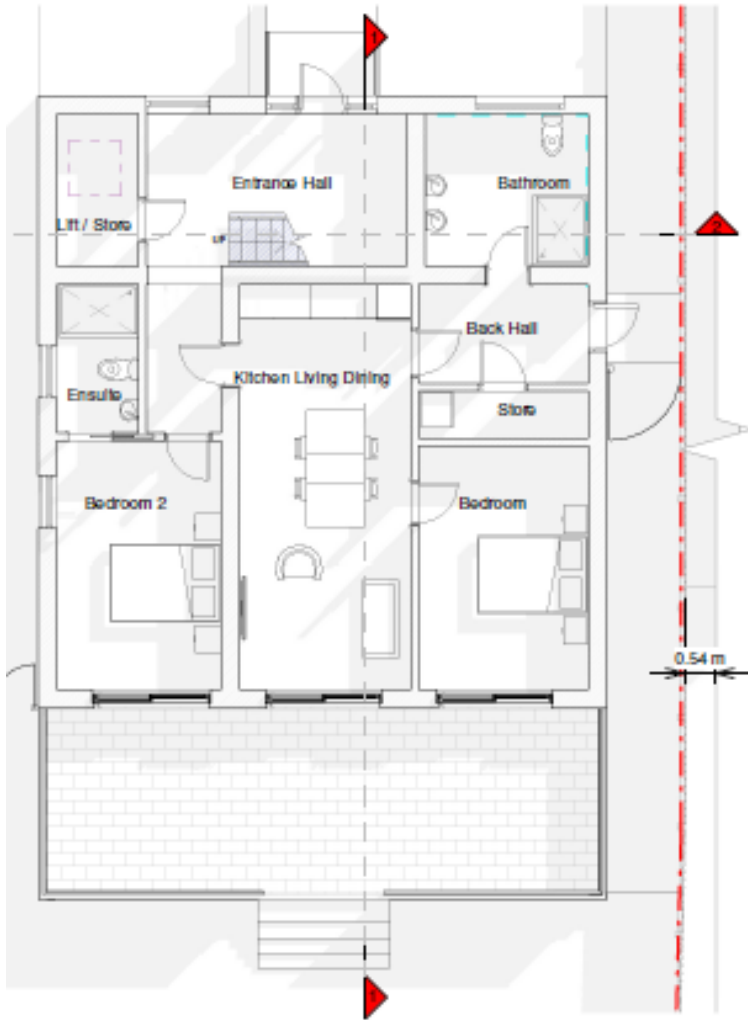 1
Entrance Hall
Bathroom
Lift / Store
UP
2
Back Hall
Kitchen Living Dining
Ensuite
Store
Bedroom 2
Bedroom
0.54 m
1